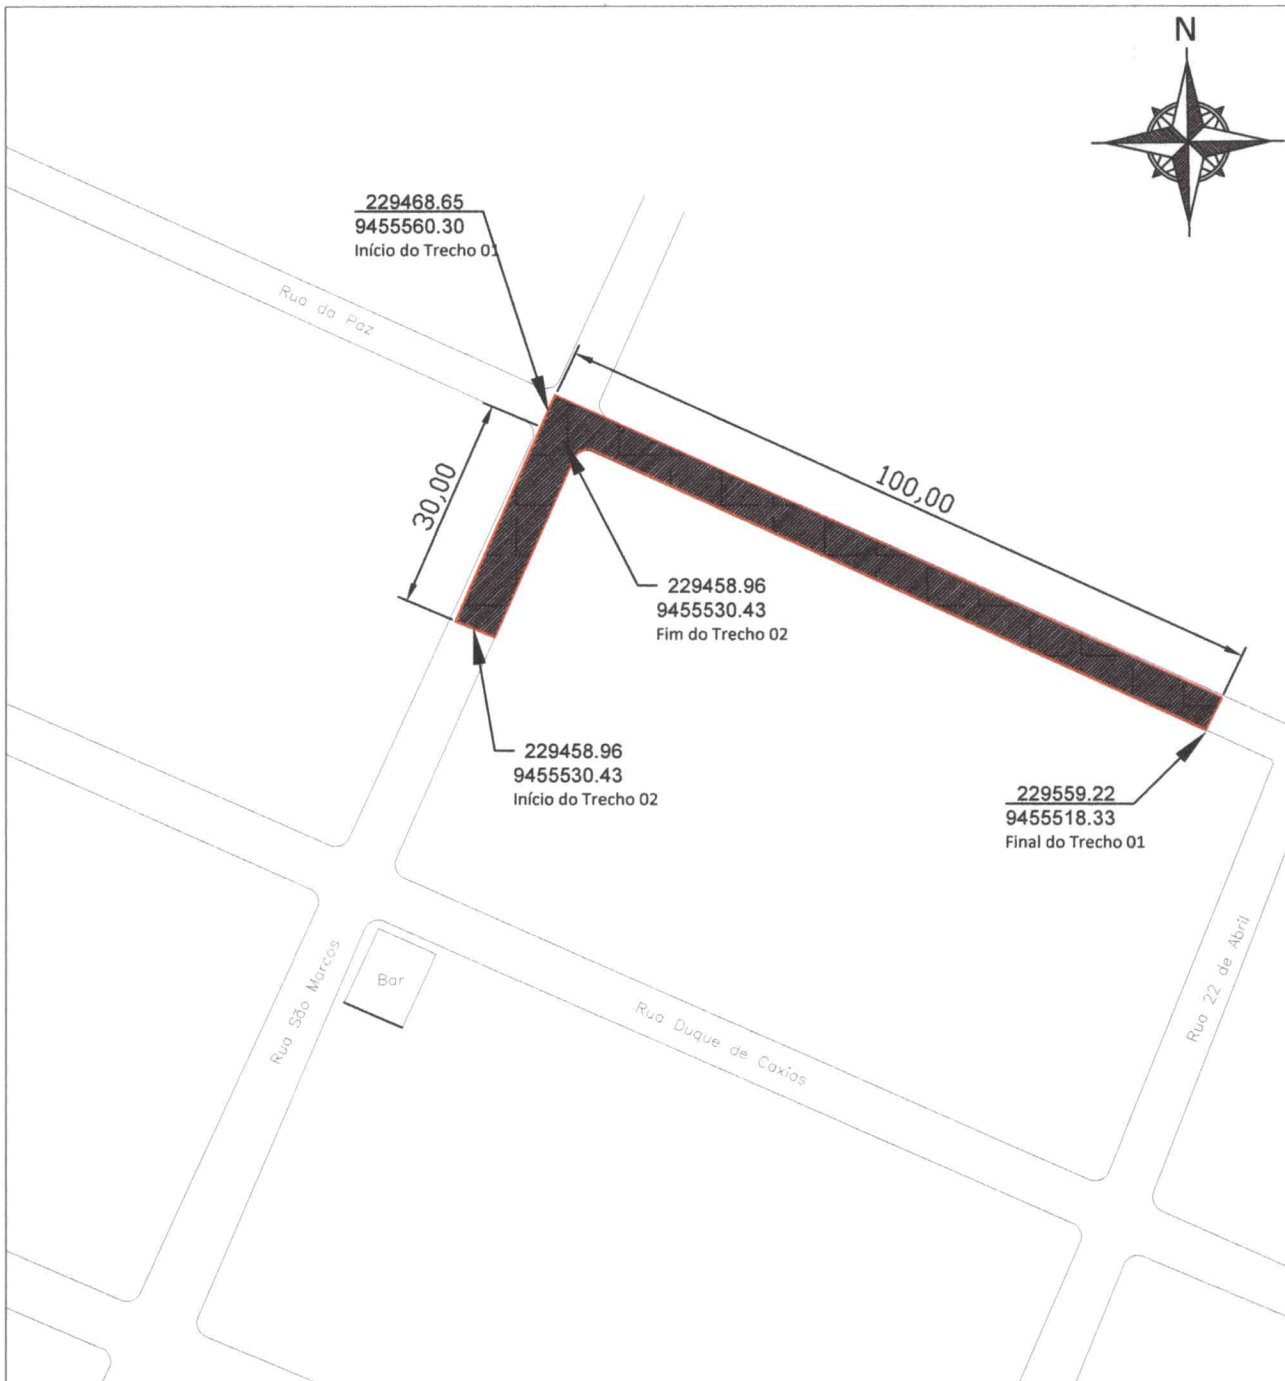 N
229468.65
9455560.30
Início do Trecho 01
Rua da Paz
30,00
100,00
229458.96
9455530.43
Fim do Trecho 02
229458.96
9455530.43
Início do Trecho 02
229559.22
9455518.33
Final do Trecho 01
Rua São Marcos
Bar
Rua Duque de Caxias
Rua 22 de Abril